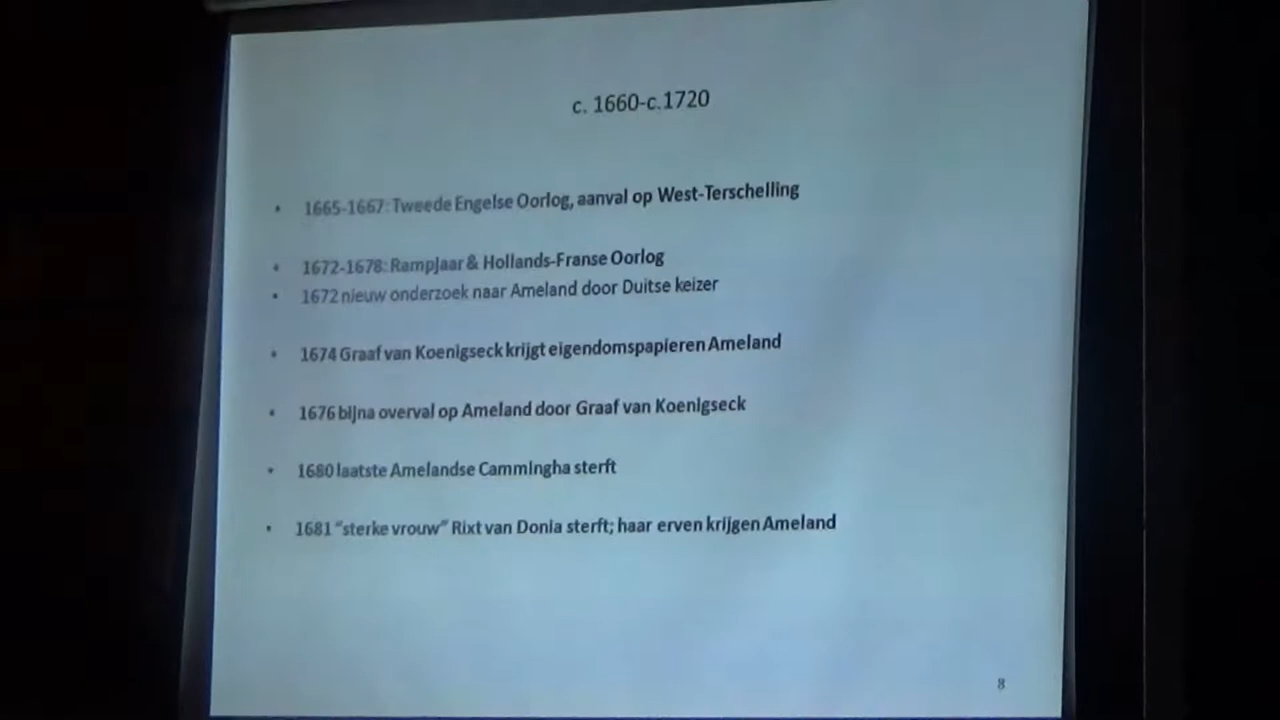 c. 1660-c.1720
• 1665-1667: Tweede Engelse Oorlog, aanval op West-Terschelling
• 1672-1678: Rampjaar & Hollands-Franse Oorlog
• 1672 nieuw onderzoek naar Ameland door Duitse keizer
• 1674 Graaf van Koenigseck krijgt eigendomspapieren Ameland
• 1676 bijna overval op Ameland door Graaf van Koenigseck
• 1680 laatste Amelandse Cammingha sterft
• 1681 “sterke vrouw” Rixt van Donia sterft; haar erven krijgen Ameland
8